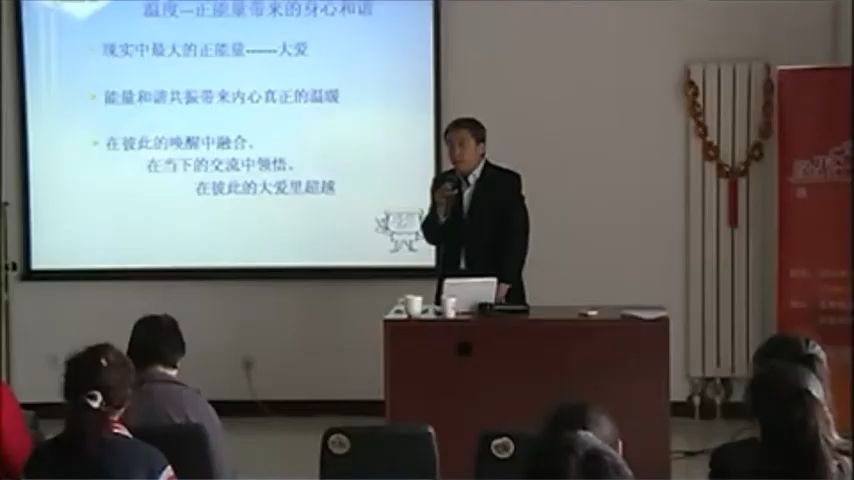 温度---正能量带来的身心和谐
现实中最大的正能量------大爱
能量和谐共振带来内心真正的温暖
在彼此的唤醒中融合、
在当下的交流中领悟、
在彼此的大爱里超越